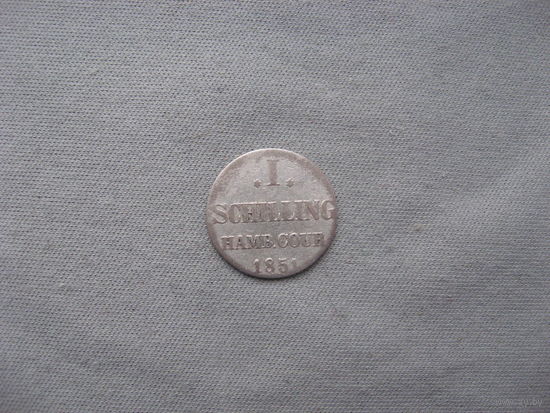 .I.
SCHILLING
HAMB.COUR
1851